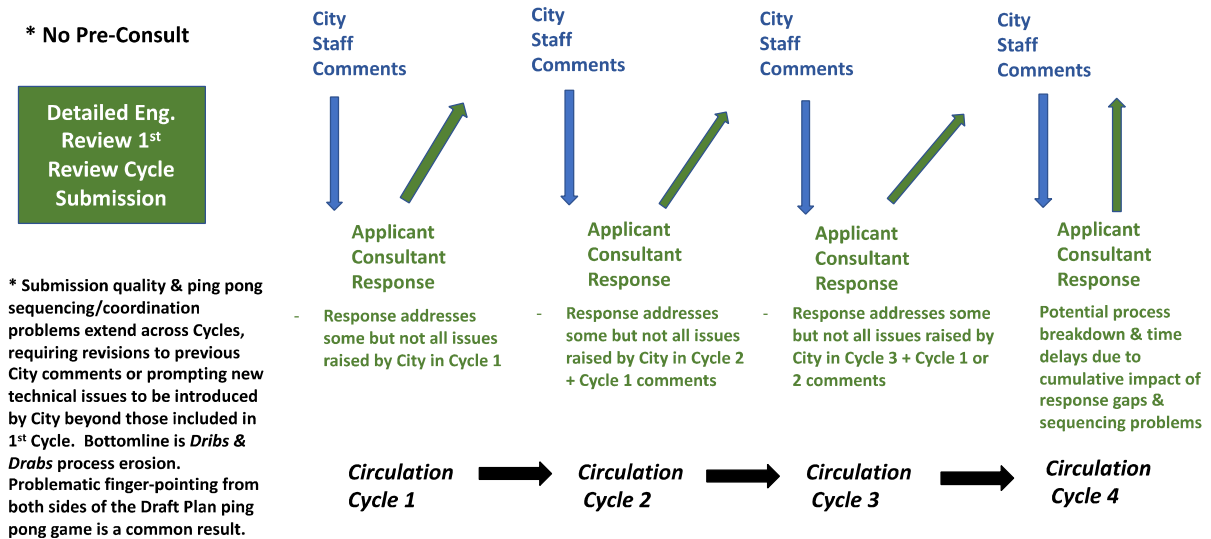 * No Pre-Consult
Detailed Eng.
Review 1st
Review Cycle
Submission
* Submission quality & ping pong
sequencing/coordination
problems extend across Cycles,
requiring revisions to previous
City comments or prompting new
technical issues to be introduced
by City beyond those included in
1st Cycle.  Bottomline is Dribs &
Drabs process erosion.
Problematic finger-pointing from
both sides of the Draft Plan ping
pong game is a common result.
City
Staff
Comments
Applicant
Consultant
Response
- Response addresses
some but not all issues
raised by City in Cycle 1
Circulation
Cycle 1
City
Staff
Comments
Applicant
Consultant
Response
- Response addresses
some but not all issues
raised by City in Cycle 2
+ Cycle 1 comments
Circulation
Cycle 2
City
Staff
Comments
Applicant
Consultant
Response
- Response addresses some
but not all issues raised by
City in Cycle 3 + Cycle 1 or
2 comments
Circulation
Cycle 3
City
Staff
Comments
Applicant
Consultant
Response
Potential process
breakdown & time
delays due to
cumulative impact of
response gaps &
sequencing problems
Circulation
Cycle 4